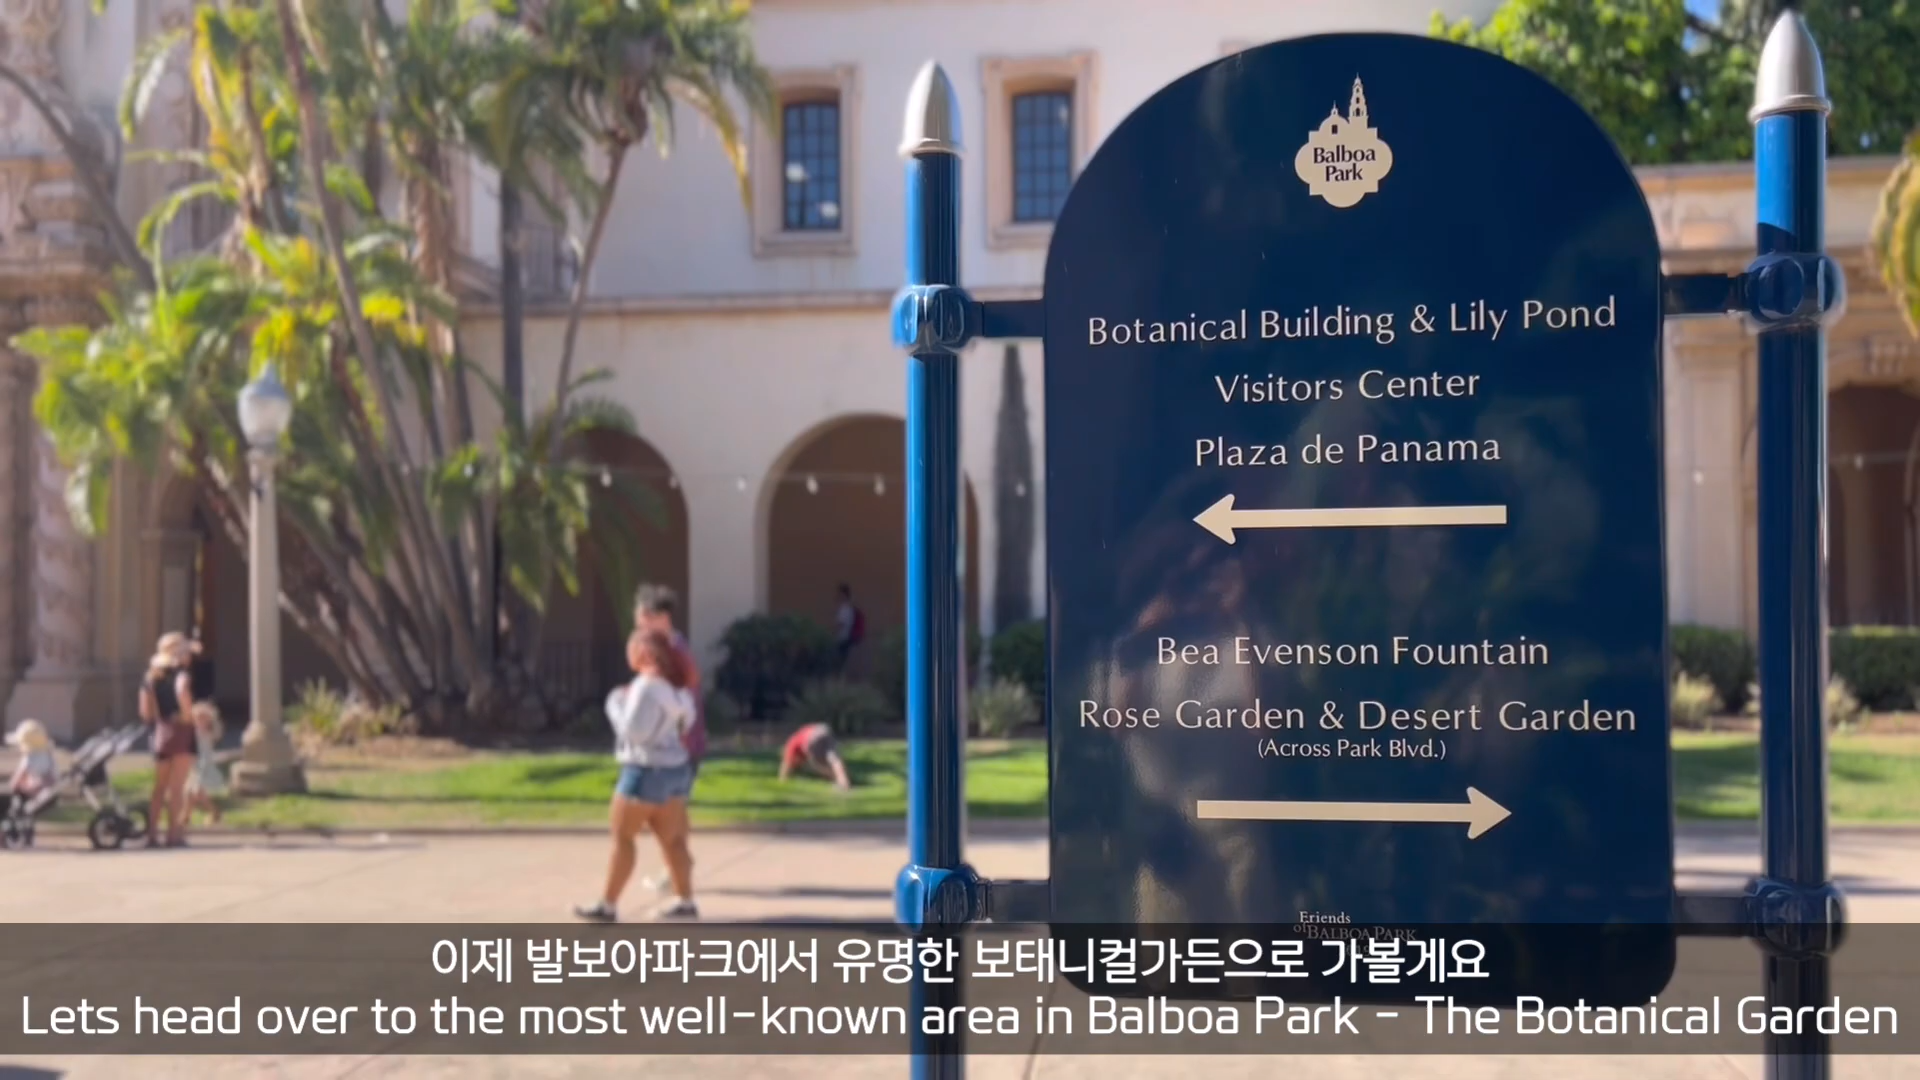 Balboa
Park
Botanical Building & Lily Pond
Visitors Center
Plaza de Panama
Bea Evenson Fountain
Rose Garden & Desert Garden
(Across Park Blvd.)
Friends
of BALBOA PARK
이제 발보아파크에서 유명한 보태니컬가든으로 가볼게요
Lets head over to the most well-known area in Balboa Park - The Botanical Garden